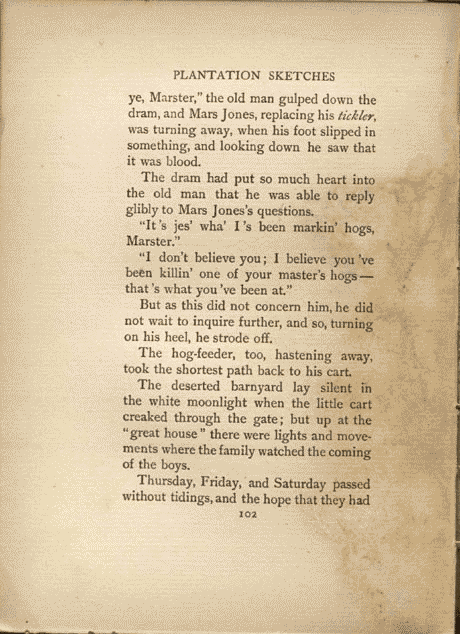 PLANTATION SKETCHES
ye, Marster,” the old man gulped down the
dram, and Mars Jones, replacing his tickler,
was turning away, when his foot slipped in
something, and looking down he saw that
it was blood.
The dram had put so much heart into
the old man that he was able to reply
glibly to Mars Jones's questions.
“It 's jes' wha' I 's been markin' hogs,
Marster.”
“I don't believe you; I believe you 've
been killin' one of your master's hogs—
that 's what you 've been at.”
But as this did not concern him, he did
not wait to inquire further, and so, turning
on his heel, he strode off.
The hog-feeder, too, hastening away,
took the shortest path back to his cart.
The deserted barnyard lay silent in
the white moonlight when the little cart
creaked through the gate; but up at the
“great house” there were lights and move-
ments where the family watched the coming
of the boys.
Thursday, Friday, and Saturday passed
without tidings, and the hope that they had
102